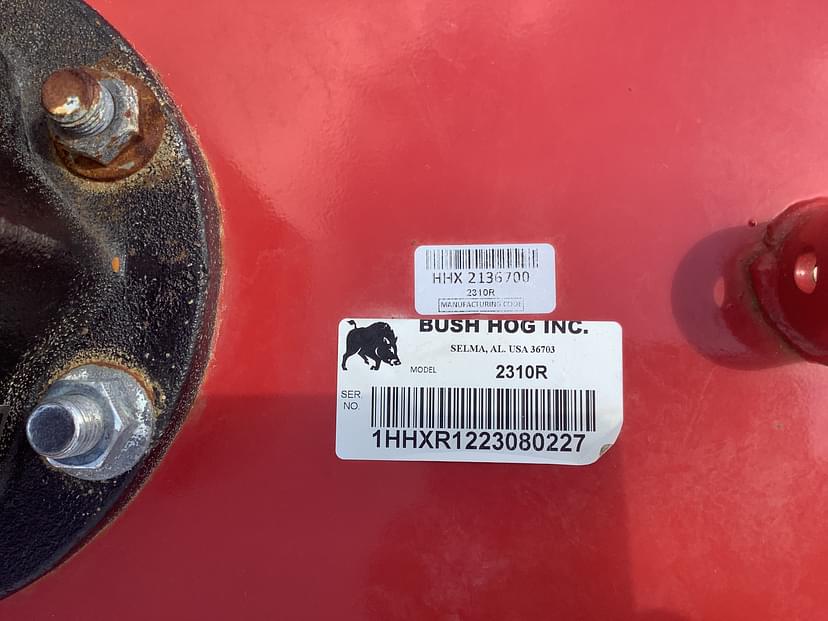 HHX 2136700
2310R
MANUFACTURING CODE
BUSH HOG INC.
SELMA, AL. USA 36703
MODEL 2310R
SER.
NO.
1HHXR1223080227